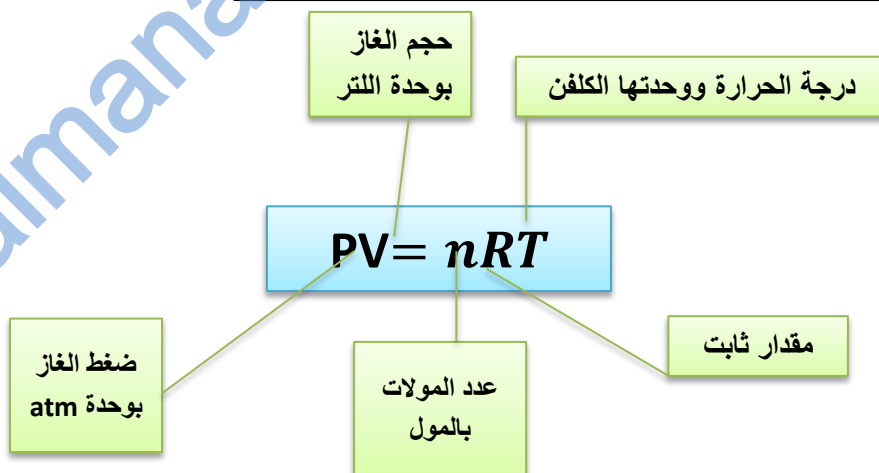 almana
حجم الغاز
بوحدة اللتر
درجة الحرارة ووحدتها الكلفن
PV= nRT
ضغط الغاز
بوحدة atm
عدد المولات
بالمول
مقدار ثابت